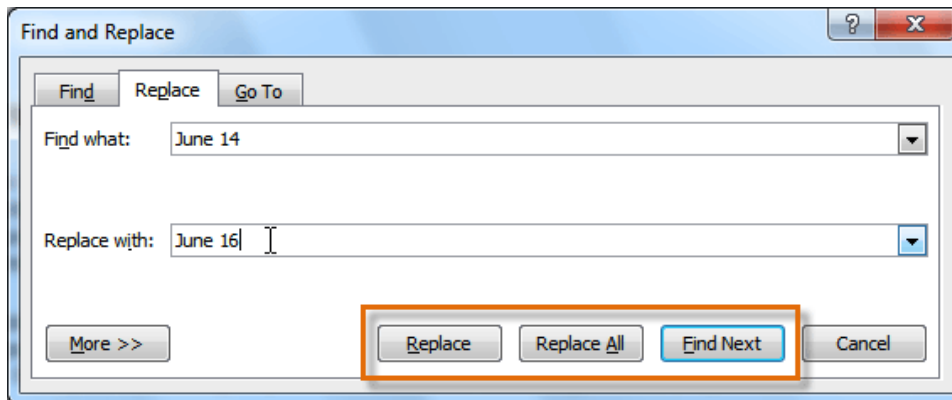 Find and Replace
Find Replace Go To
Find what: June 14
Replace with: June 16
More >> Replace Replace All Find Next Cancel